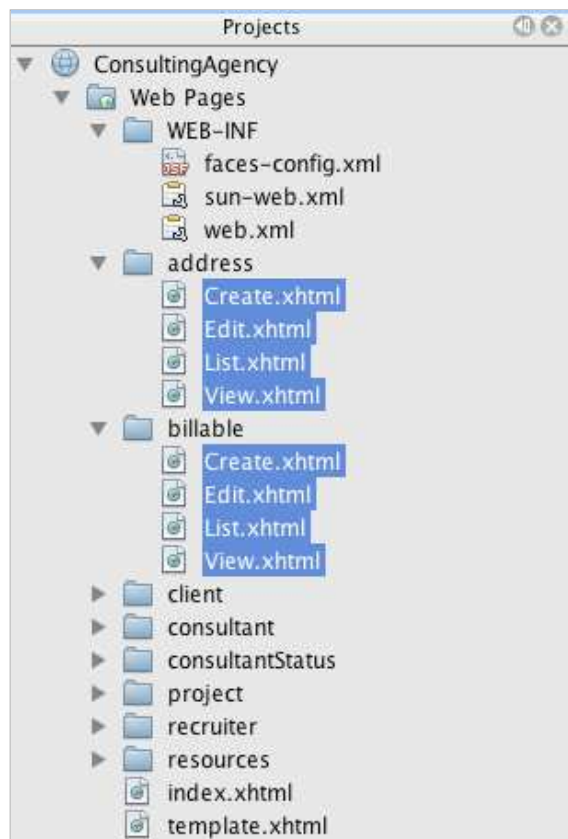 Projects
ConsultingAgency
Web Pages
WEB-INF
faces-config.xml
sun-web.xml
web.xml
address
Create.xhtml
Edit.xhtml
List.xhtml
View.xhtml
billable
Create.xhtml
Edit.xhtml
List.xhtml
View.xhtml
client
consultant
consultantStatus
project
recruiter
resources
index.xhtml
template.xhtml